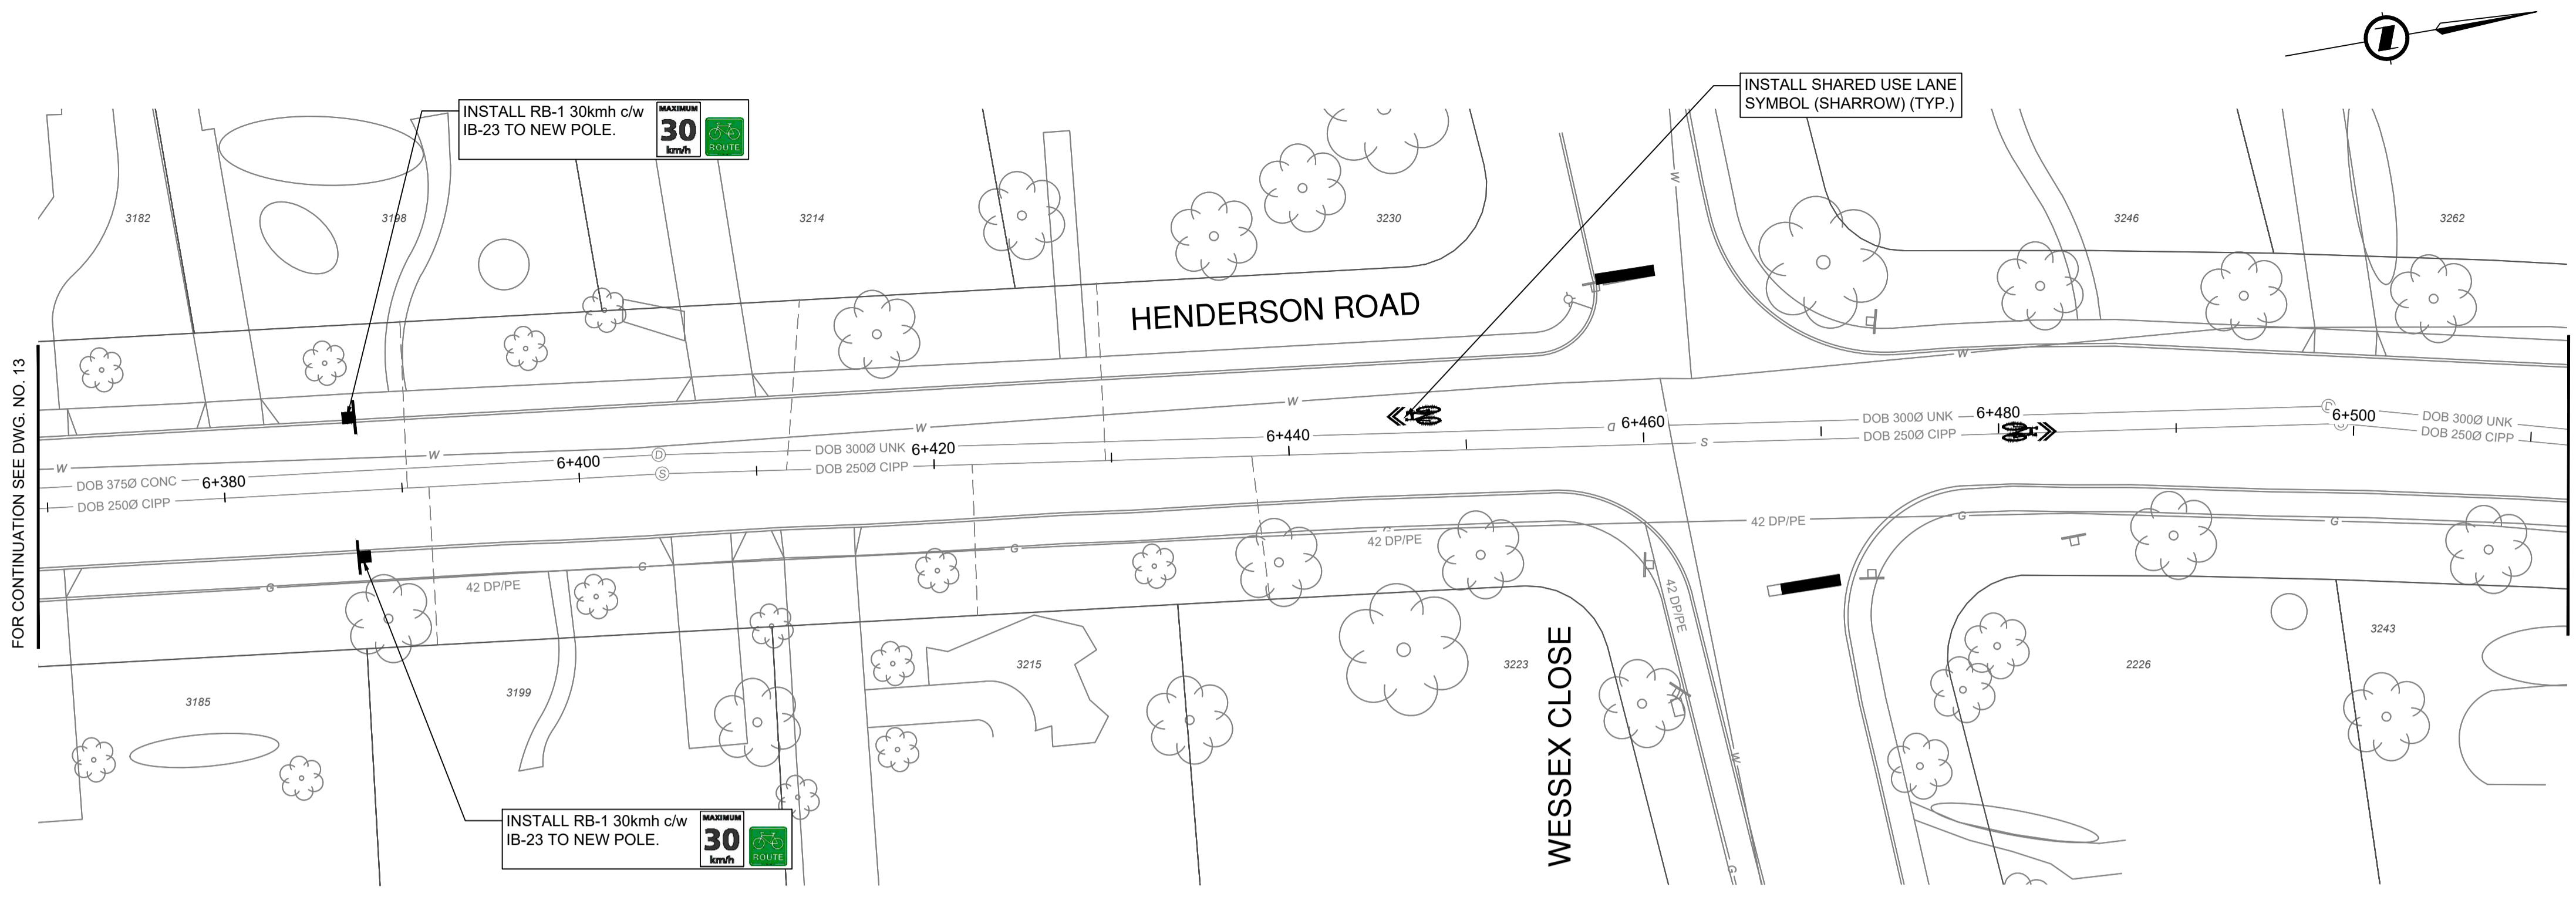 INSTALL SHARED USE LANE
SYMBOL (SHARROW) (TYP.)
INSTALL RB-1 30kmh c/w
IB-23 TO NEW POLE.
MAXIMUM
30
km/h
ROUTE
3182
3198
3214
3230
3246
3262
W
HENDERSON ROAD
W
W
W
W
W
FOR CONTINUATION SEE DWG. NO. 13
DOB 375Ø CONC
6+380
6+400
D
DOB 300Ø UNK
6+420
6+440
D
6+460
DOB 300Ø UNK
6+480
D
6+500
DOB 300Ø UNK
DOB 250Ø CIPP
S
DOB 250Ø CIPP
S
DOB 250Ø CIPP
S
DOB 250Ø CIPP
G
42 DP/PE
G
G
G
42 DP/PE
42 DP/PE
G
G
42 DP/PE
W
G
3185
3199
3215
3223
WESSEX CLOSE
2226
3243
INSTALL RB-1 30kmh c/w
IB-23 TO NEW POLE.
MAXIMUM
30
km/h
ROUTE